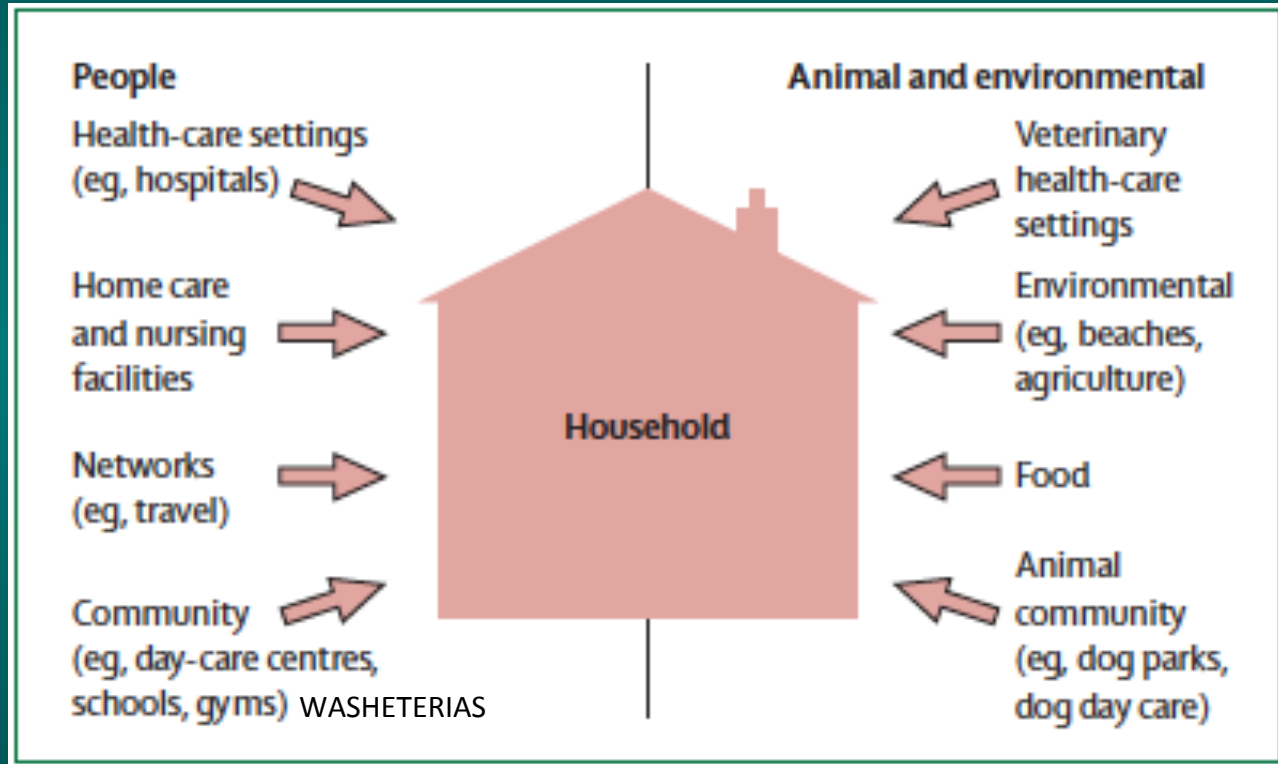 People
Health-care settings
(eg, hospitals)
Home care
and nursing
facilities
Networks
(eg, travel)
Community
(eg, day-care centres,
schools, gyms) WASHETERIAS
Household
Animal and environmental
Veterinary
health-care
settings
Environmental
(eg, beaches,
agriculture)
Food
Animal
community
(eg, dog parks,
dog day care)